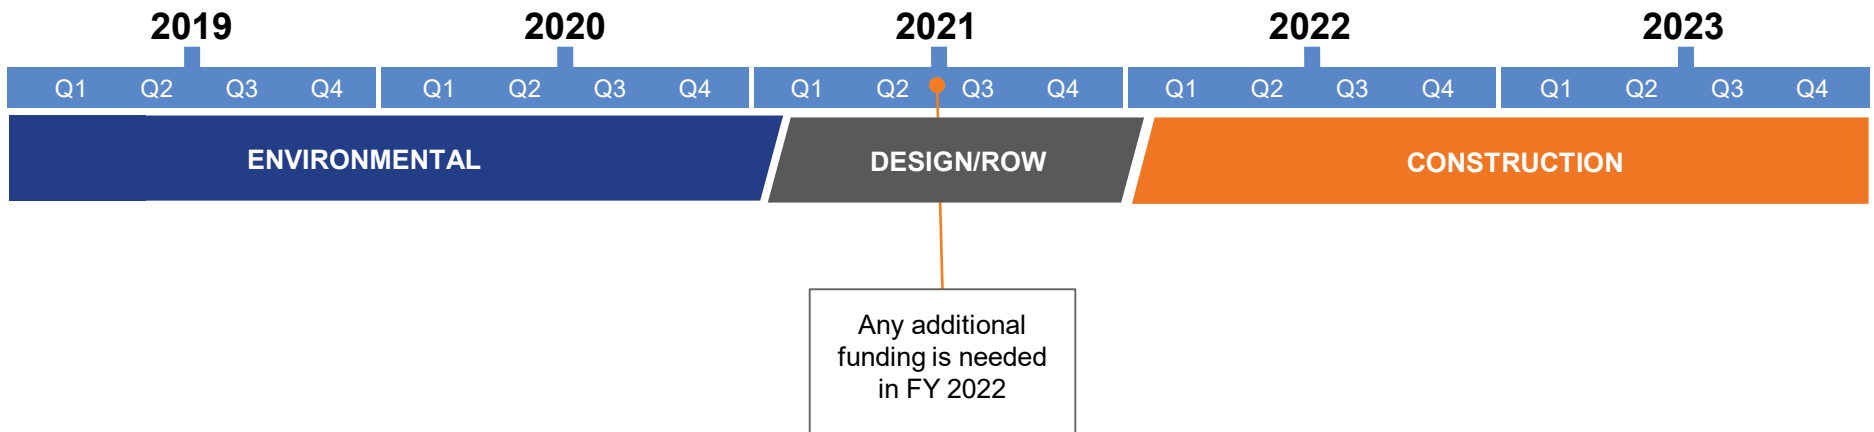 2019 2020 2021 2022 2023
Q1 Q2 Q3 Q4 Q1 Q2 Q3 Q4 Q1 Q2 Q3 Q4 Q1 Q2 Q3 Q4 Q1 Q2 Q3 Q4
ENVIRONMENTAL DESIGN/ROW CONSTRUCTION
Any additional
funding is needed
in FY 2022